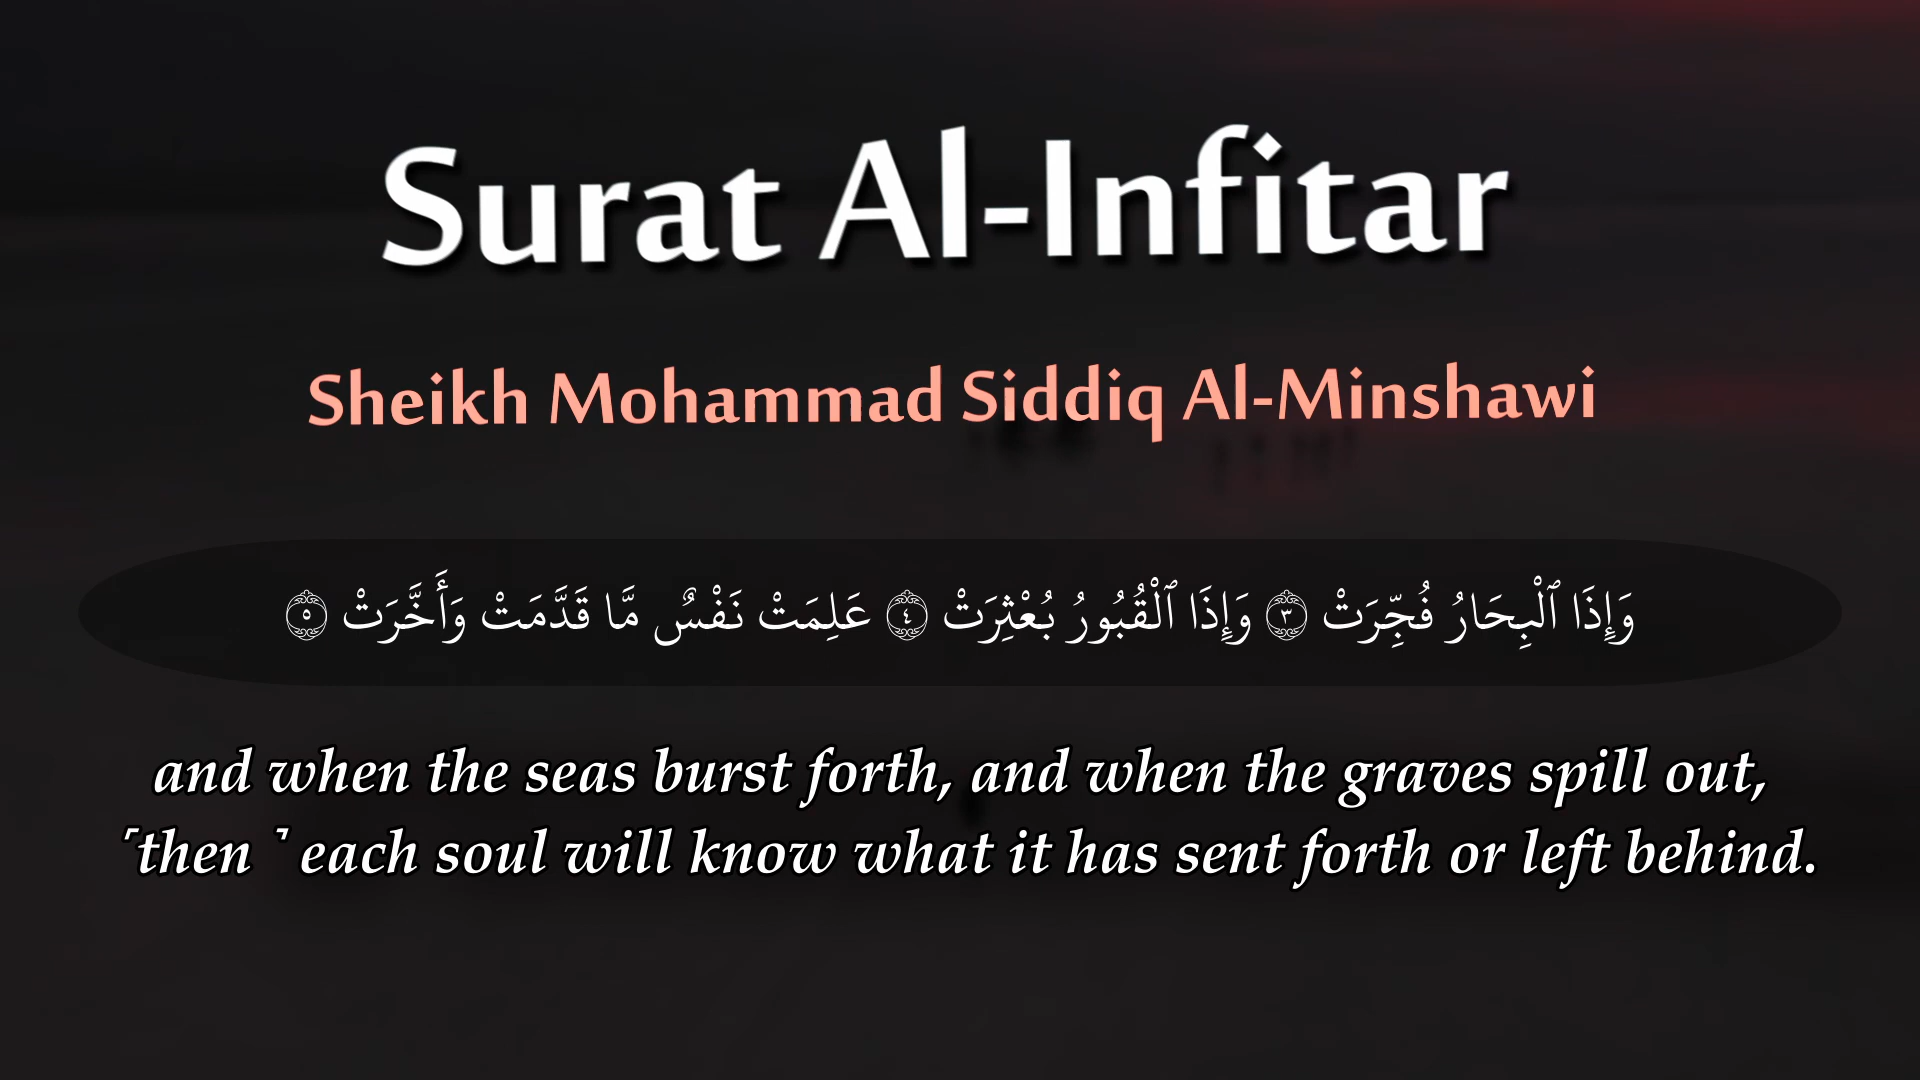 Surat Al-Infitar
Sheikh Mohammad Siddiq Al-Minshawi
وَإِذَا ٱلْبِحَارُ فُجِّرَتْ ۝٣ وَإِذَا ٱلْقُبُورُ بُعْثِرَتْ ۝٤ عَلِمَتْ نَفْسٌ مَّا قَدَّمَتْ وَأَخَّرَتْ ۝٥
and when the seas burst forth, and when the graves spill out,
˹then ˺ each soul will know what it has sent forth or left behind.